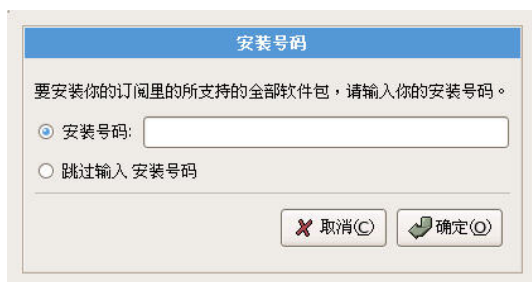 安装号码
要安装你的订阅里的所支持的全部软件包,请输入你的安装号码。
安装号码:
跳过输入 安装号码
取消(C) 确定(O)